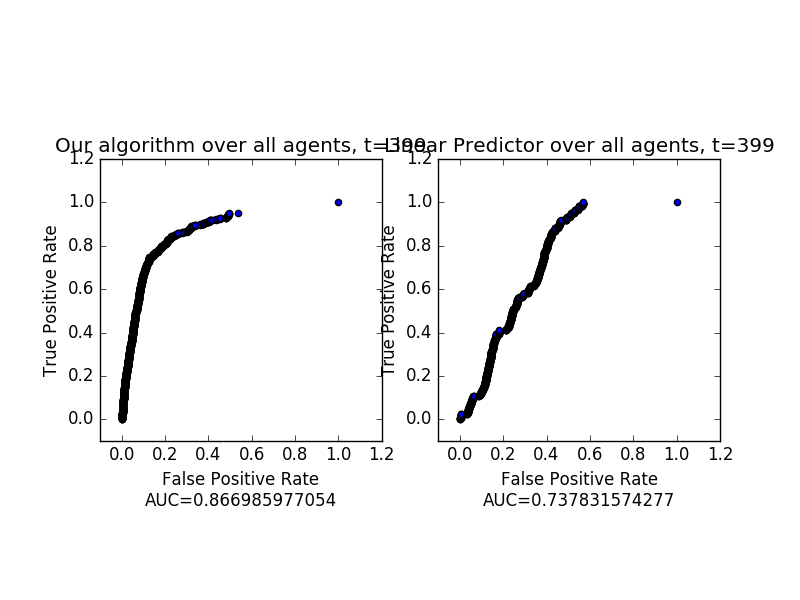 Our algorithm over all agents, t=399
Linear Predictor over all agents, t=399
1.2
1.0
0.8
0.6
0.4
0.2
0.0
True Positive Rate
0.0 0.2 0.4 0.6 0.8 1.0 1.2
False Positive Rate
AUC=0.866985977054
1.2
1.0
0.8
0.6
0.4
0.2
0.0
True Positive Rate
0.0 0.2 0.4 0.6 0.8 1.0 1.2
False Positive Rate
AUC=0.737831574277